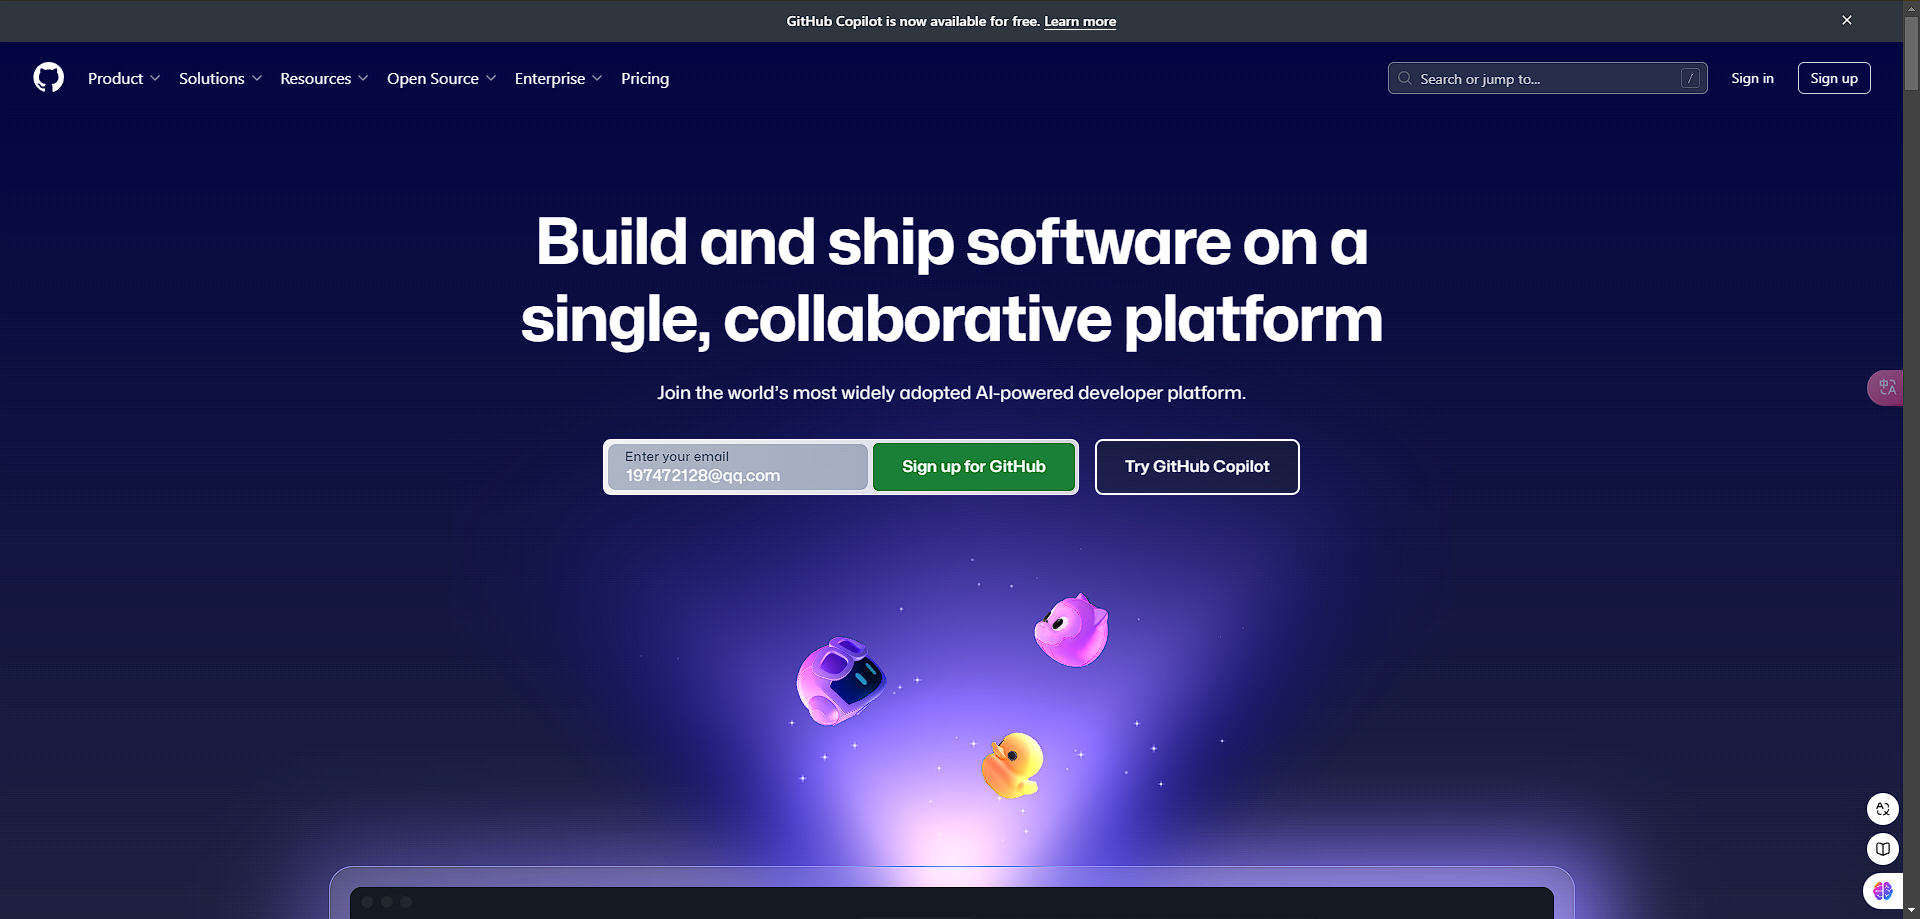 GitHub Copilot is now available for free. Learn more
Product Solutions Resources Open Source Enterprise Pricing Search or jump to... / Sign in Sign up
Build and ship software on a
single, collaborative platform
Join the world's most widely adopted AI-powered developer platform.
Enter your email
197472128@qq.com
Sign up for GitHub
Try GitHub Copilot
中A